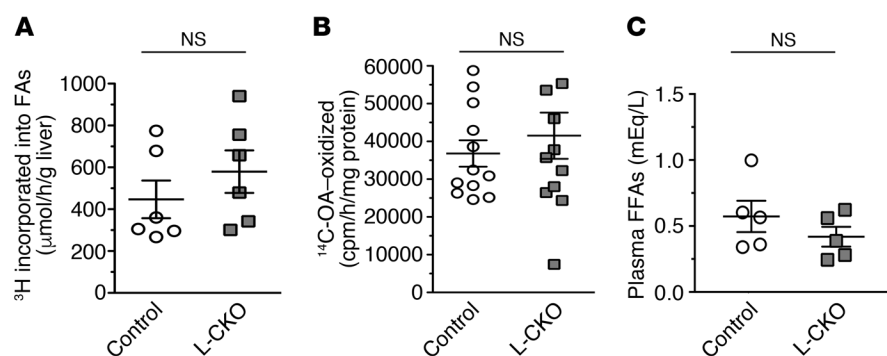 A
NS
³H incorporated into FAs
(μmol/h/g liver)
1000
800
600
400
200
0
Control
L-CKO
B
NS
¹⁴C-OA–oxidized
(cpm/h/mg protein)
60000
50000
40000
30000
20000
10000
0
Control
L-CKO
C
NS
Plasma FFAs (mEq/L)
1.5
1.0
0.5
0.0
Control
L-CKO